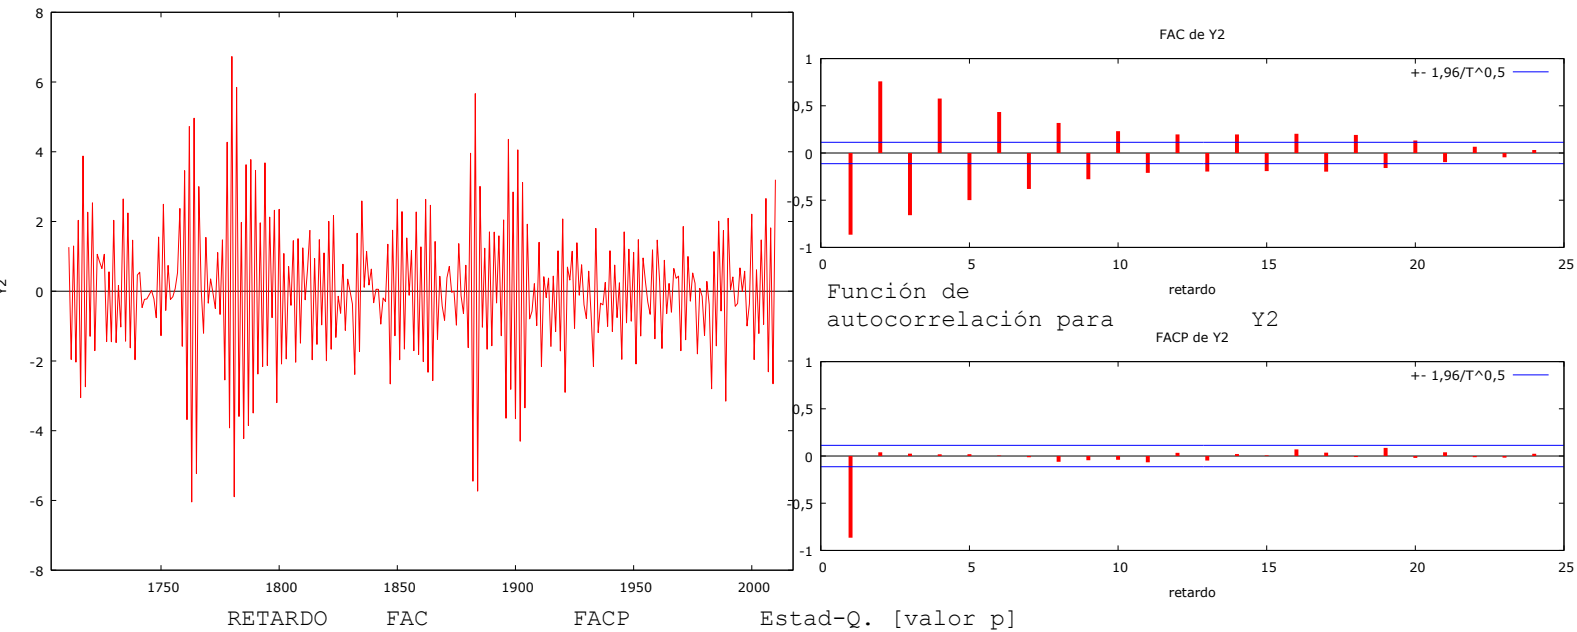 8
6
4
2
0
-2
-4
-6
-8
Y2
1750 1800 1850 1900 1950 2000
FAC de Y2
+- 1,96/T^0,5
1
0,5
0
-0,5
-1
0 5 10 15 20 25
retardo
Función de
autocorrelación para Y2
FACP de Y2
+- 1,96/T^0,5
1
0,5
0
-0,5
-1
0 5 10 15 20 25
retardo
RETARDO FAC FACP Estad-Q. [valor p]